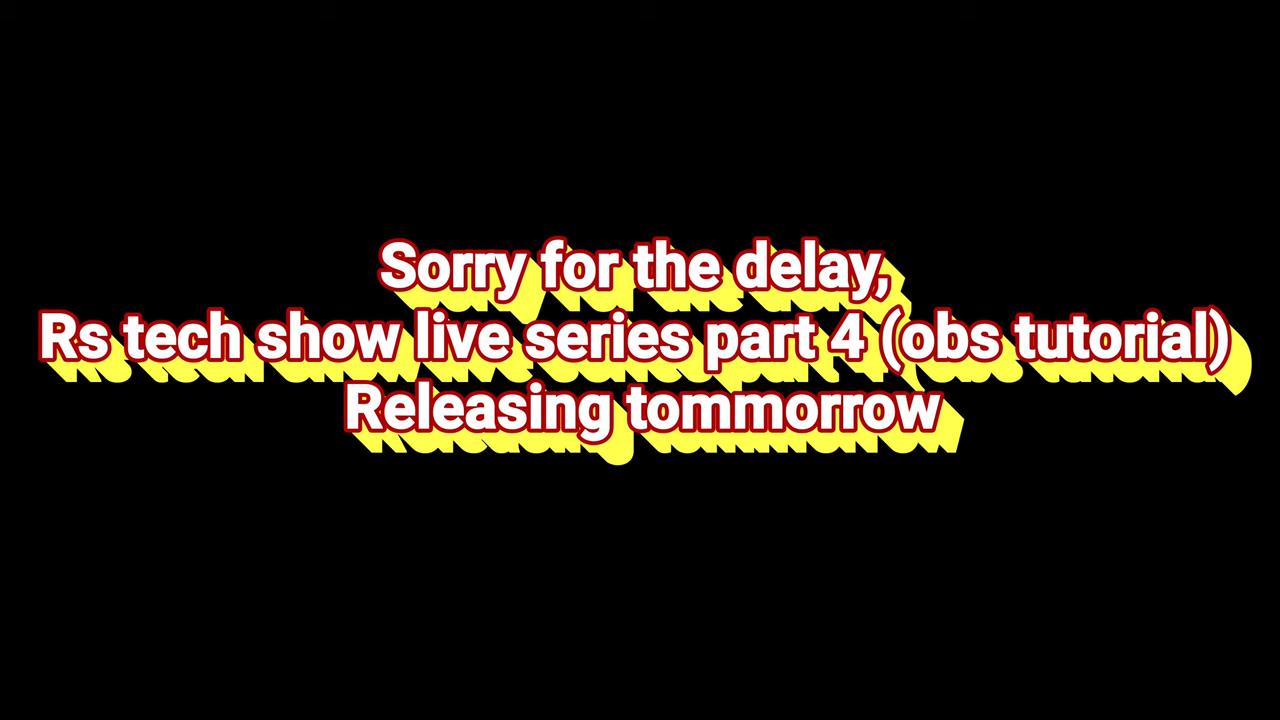 Sorry for the delay,
Rs tech show live series part 4 (obs tutorial)
Releasing tommorrow